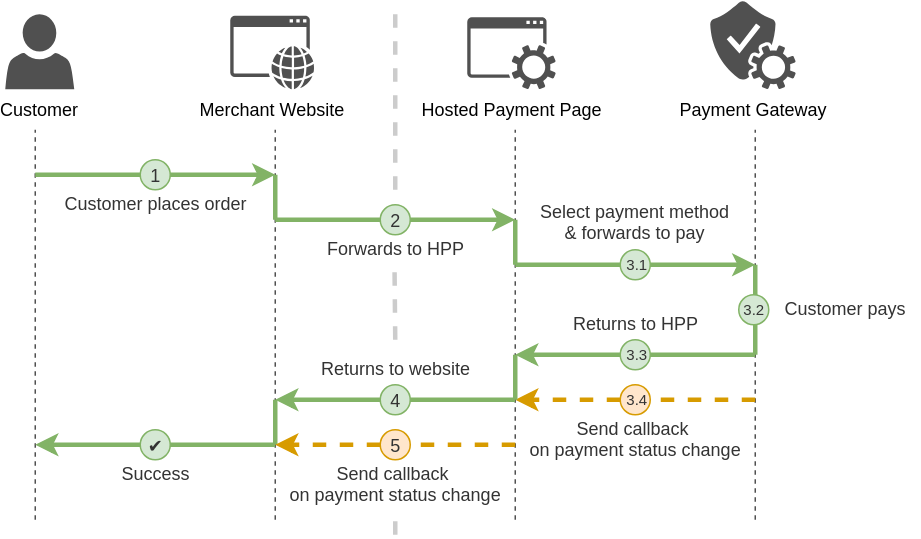 Customer
Merchant Website
Hosted Payment Page
Payment Gateway
1
Customer places order
2
Forwards to HPP
Select payment method
& forwards to pay
3.1
3.2
Customer pays
Returns to HPP
3.3
Returns to website
4
3.4
Send callback
on payment status change
✔
Success
5
Send callback
on payment status change